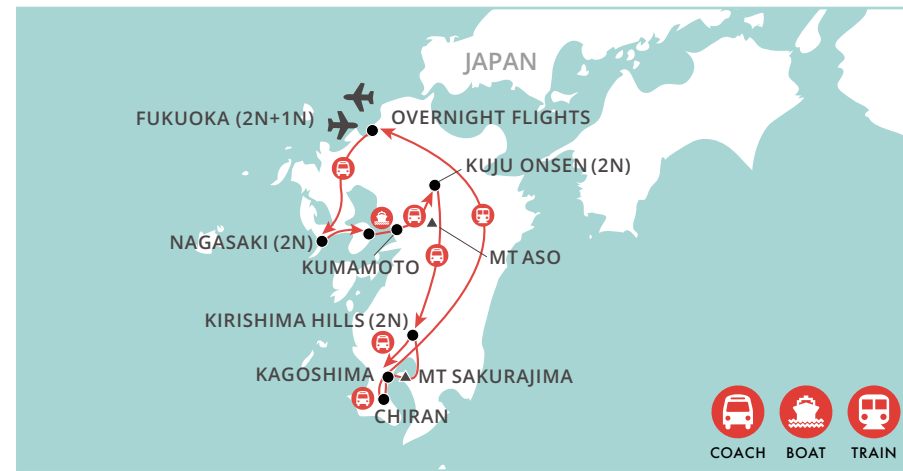 JAPAN
FUKUOKA (2N+1N)
OVERNIGHT FLIGHTS
KUJU ONSEN (2N)
NAGASAKI (2N)
KUMAMOTO
MT ASO
KIRISHIMA HILLS (2N)
KAGOSHIMA
MT SAKURAJIMA
CHIRAN
COACH
BOAT
TRAIN